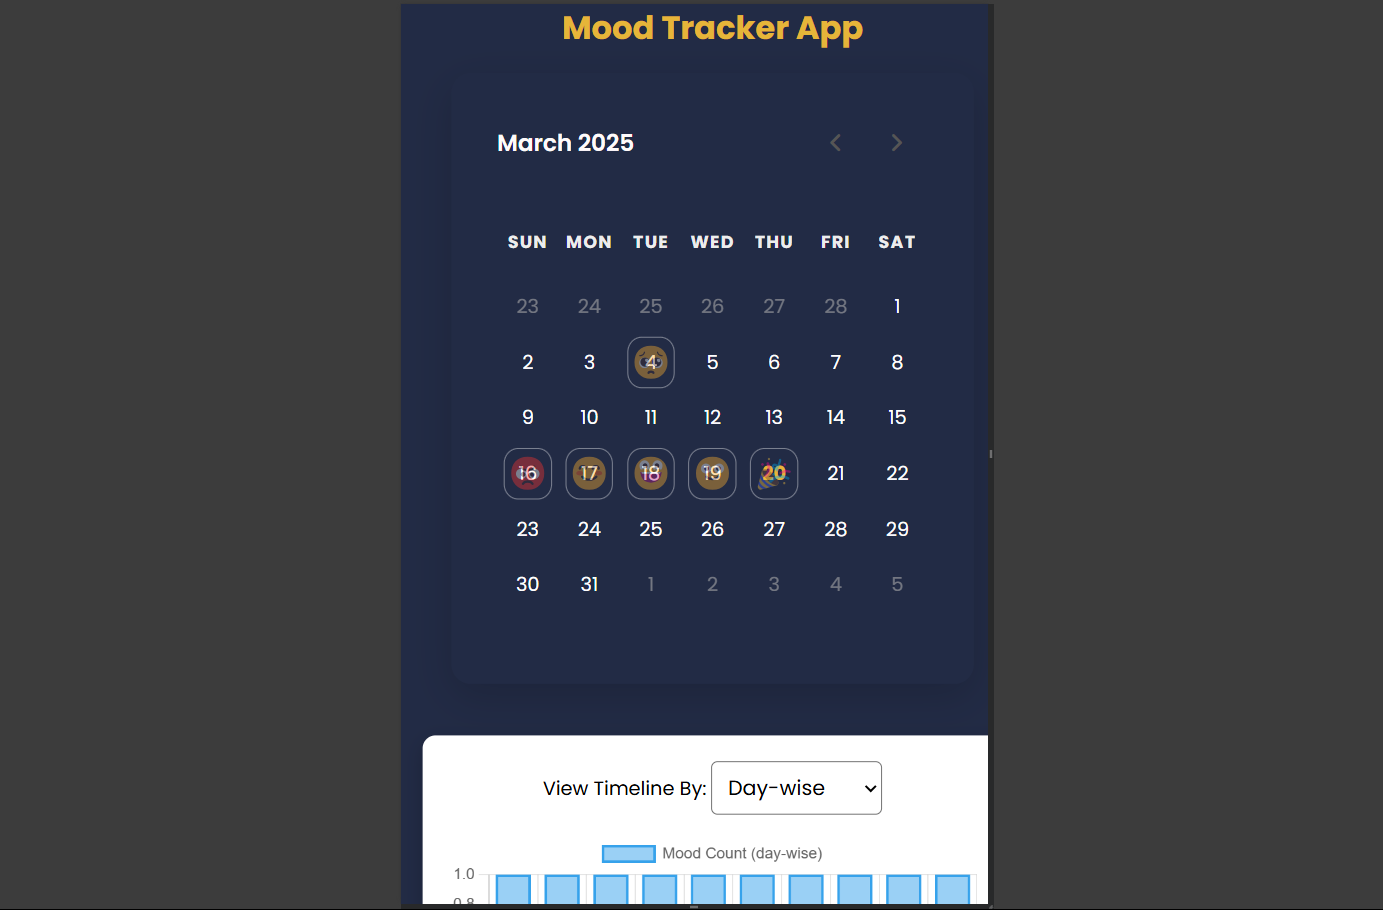 Mood Tracker App
March 2025
SUN MON TUE WED THU FRI SAT
23 24 25 26 27 28 1
2 3 4 5 6 7 8
9 10 11 12 13 14 15
16 17 18 19 20 21 22
23 24 25 26 27 28 29
30 31 1 2 3 4 5
View Timeline By: Day-wise
Mood Count (day-wise)
1.0
0.8